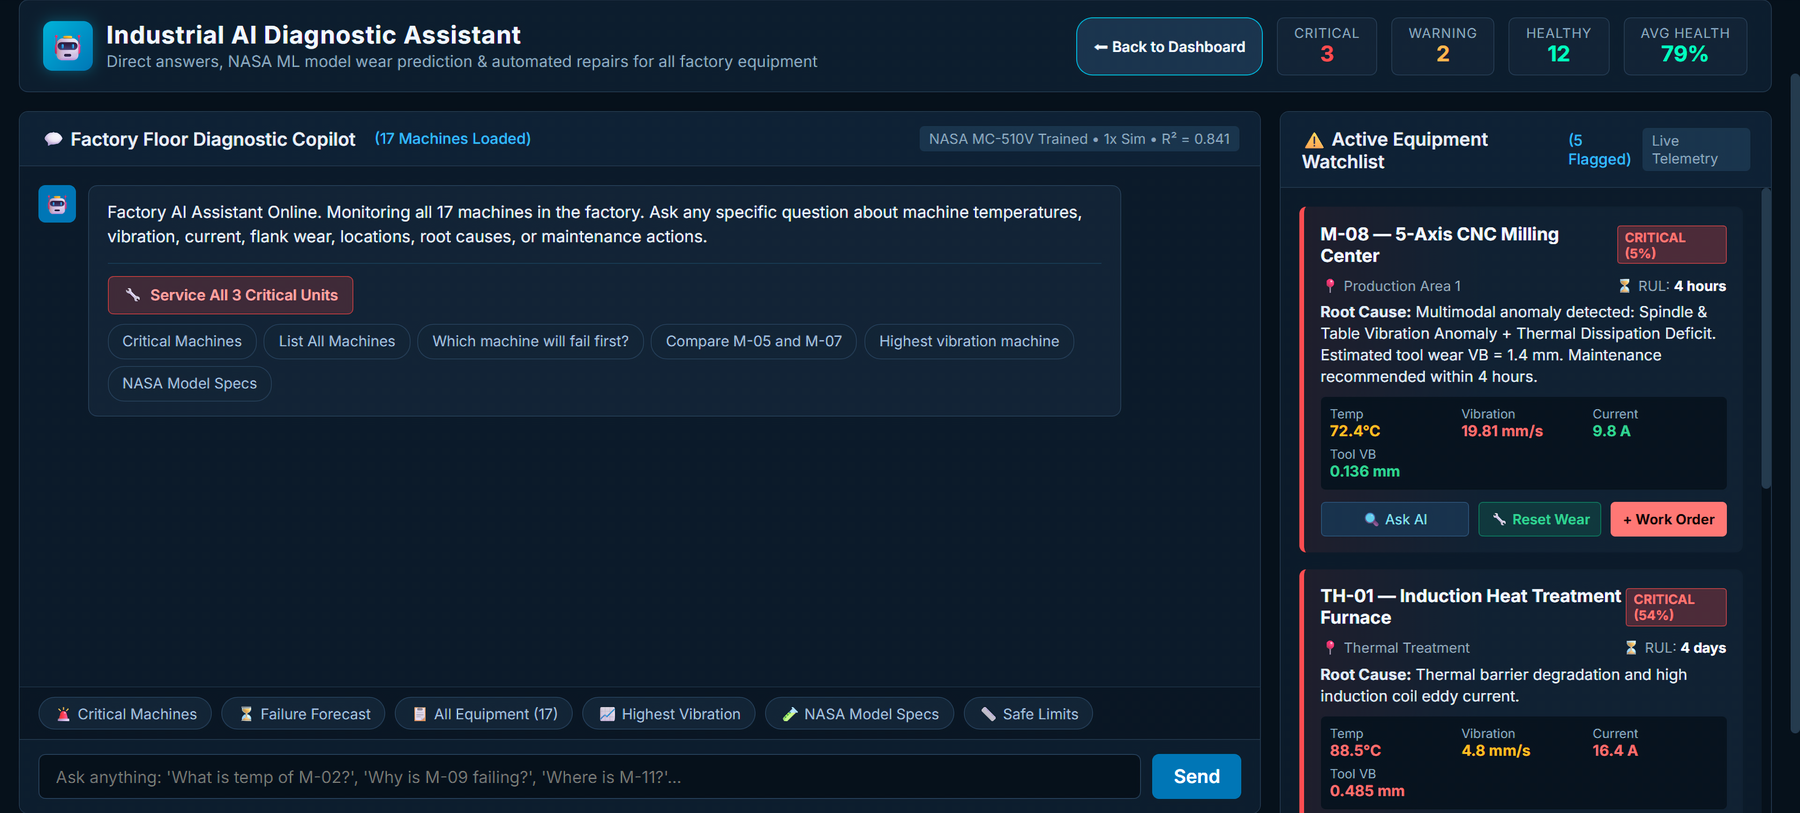 Industrial AI Diagnostic Assistant
Direct answers, NASA ML model wear prediction & automated repairs for all factory equipment
⬅ Back to Dashboard
CRITICAL
3
WARNING
2
HEALTHY
12
AVG HEALTH
79%
Factory Floor Diagnostic Copilot (17 Machines Loaded)
NASA MC-510V Trained • 1x Sim • R² = 0.841
Factory AI Assistant Online. Monitoring all 17 machines in the factory. Ask any specific question about machine temperatures,
vibration, current, flank wear, locations, root causes, or maintenance actions.
Service All 3 Critical Units
Critical Machines
List All Machines
Which machine will fail first?
Compare M-05 and M-07
Highest vibration machine
NASA Model Specs
Critical Machines
Failure Forecast
All Equipment (17)
Highest Vibration
NASA Model Specs
Safe Limits
Ask anything: 'What is temp of M-02?', 'Why is M-09 failing?', 'Where is M-11?'...
Send
Active Equipment
Watchlist
(5
Flagged)
Live
Telemetry
M-08 — 5-Axis CNC Milling
Center
CRITICAL
(5%)
Production Area 1
RUL: 4 hours
Root Cause: Multimodal anomaly detected: Spindle &
Table Vibration Anomaly + Thermal Dissipation Deficit.
Estimated tool wear VB = 1.4 mm. Maintenance
recommended within 4 hours.
Temp
72.4°C
Vibration
19.81 mm/s
Current
9.8 A
Tool VB
0.136 mm
Ask AI
Reset Wear
+ Work Order
TH-01 — Induction Heat Treatment
Furnace
CRITICAL
(54%)
Thermal Treatment
RUL: 4 days
Root Cause: Thermal barrier degradation and high
induction coil eddy current.
Temp
88.5°C
Vibration
4.8 mm/s
Current
16.4 A
Tool VB
0.485 mm